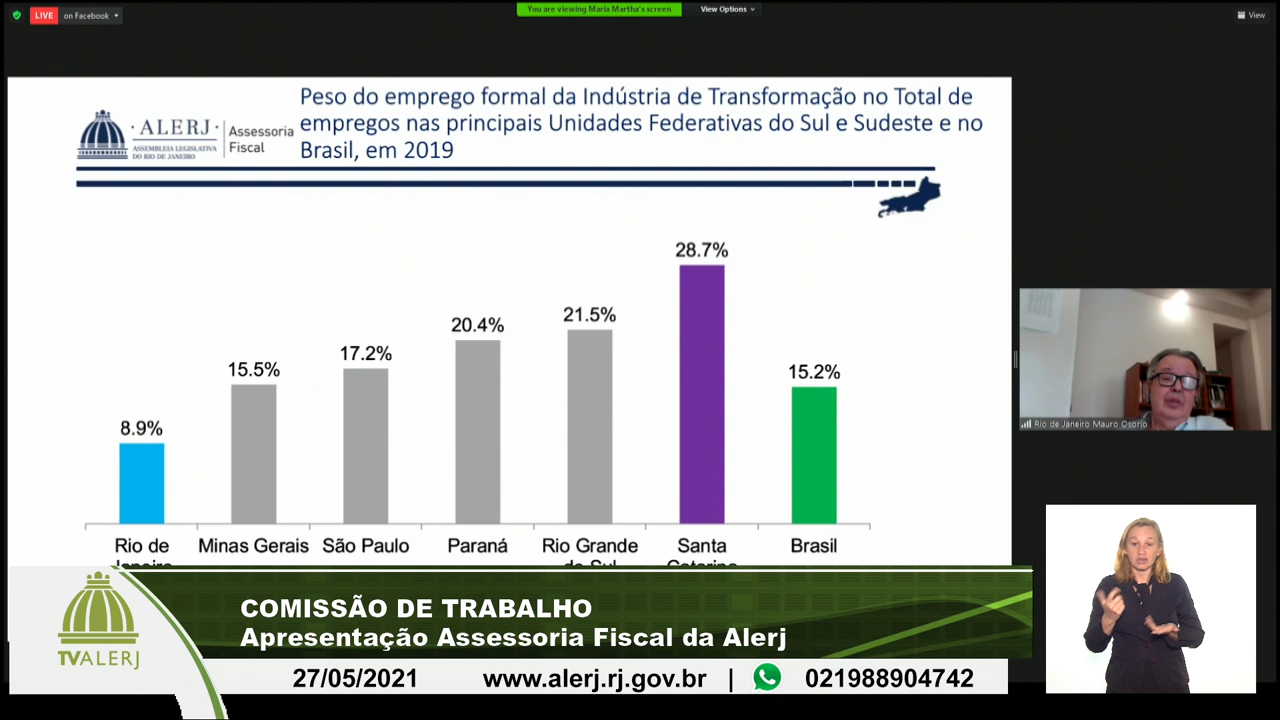 LIVE on Facebook
You are viewing Maria Martha's screen
View Options
View
Peso do emprego formal da Indústria de Transformação no Total de
empregos nas principais Unidades Federativas do Sul e Sudeste e no
Brasil, em 2019
· ALERJ ·
ASSEMBLEIA LEGISLATIVA
DO RIO DE JANEIRO
Assessoria
Fiscal
8.9%
15.5%
17.2%
20.4%
21.5%
28.7%
15.2%
Rio de
Janeiro
Minas Gerais
São Paulo
Paraná
Rio Grande
do Sul
Santa
Catarina
Brasil
Rio de Janeiro Mauro Osorio
TVALERJ
COMISSÃO DE TRABALHO
Apresentação Assessoria Fiscal da Alerj
27/05/2021 www.alerj.rj.gov.br | 021988904742